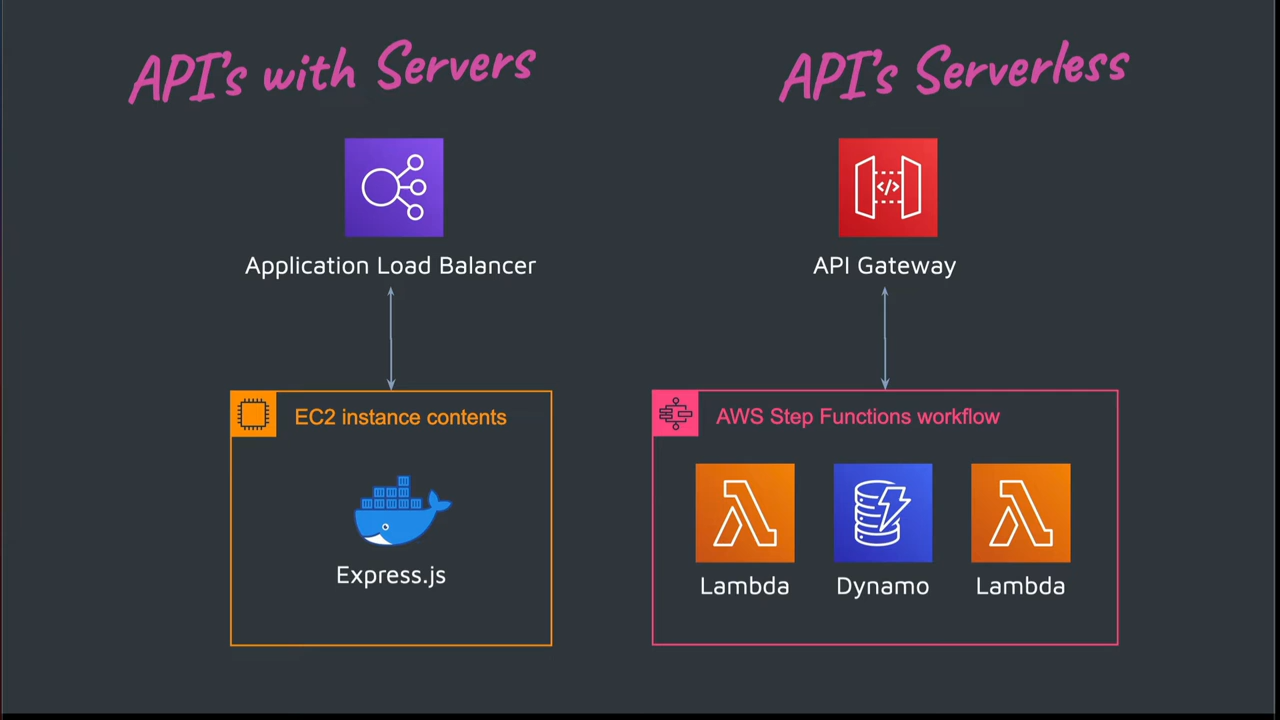 API's with Servers
API's Serverless
Application Load Balancer
API Gateway
EC2 instance contents
AWS Step Functions workflow
Express.js
Lambda
Dynamo
Lambda